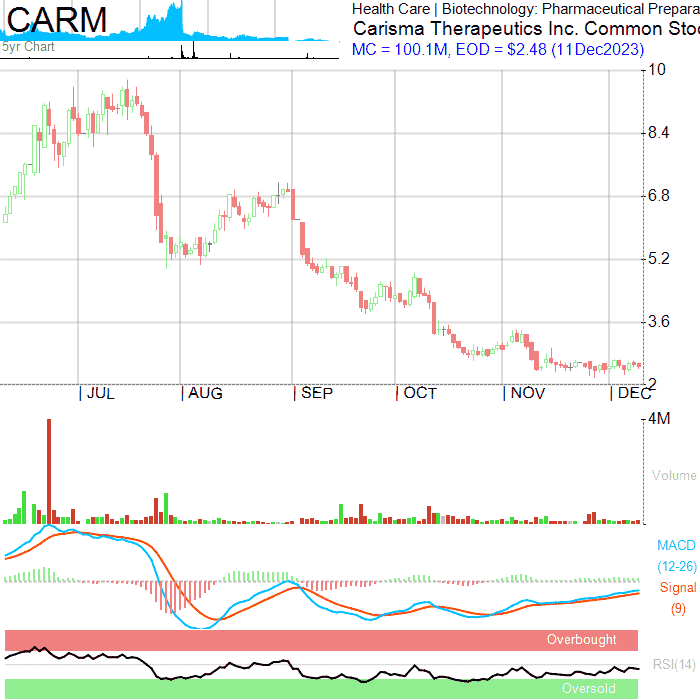 CARM
5yr Chart
Health Care | Biotechnology: Pharmaceutical Prepara
Carisma Therapeutics Inc. Common Stoc
MC = 100.1M, EOD = $2.48 (11Dec2023)
10
8.4
6.8
5.2
3.6
2
JUL AUG SEP OCT NOV DEC
4M
Volume
MACD
(12-26)
Signal
(9)
Overbought
RSI(14)
Oversold